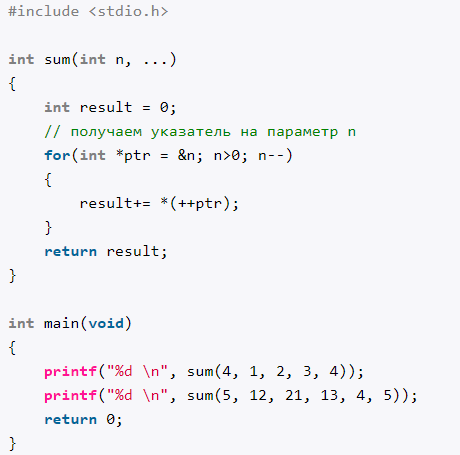 #include <stdio.h>
int sum(int n, ...)
{
    int result = 0;
    // получаем указатель на параметр n
    for(int *ptr = &n; n>0; n--)
    {
        result+= *(++ptr);
    }
    return result;
}
int main(void)
{
    printf("%d \n", sum(4, 1, 2, 3, 4));
    printf("%d \n", sum(5, 12, 21, 13, 4, 5));
    return 0;
}